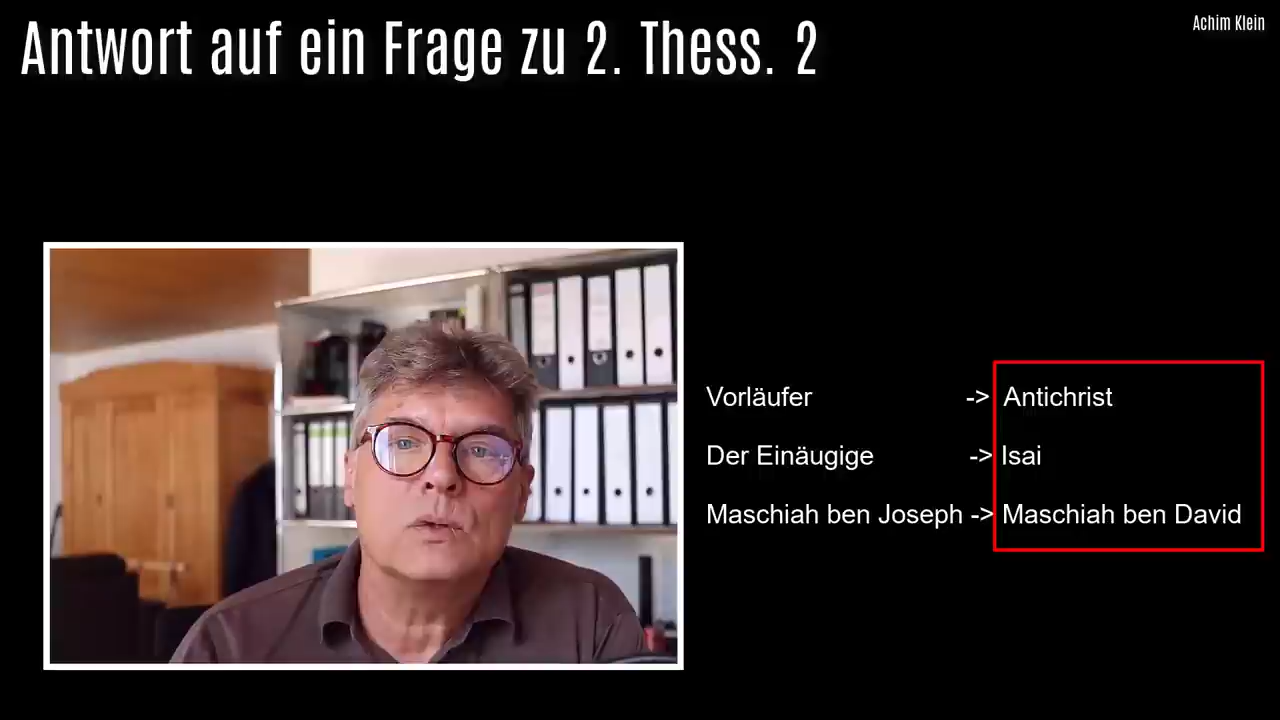 Antwort auf ein Frage zu 2. Thess. 2
Achim Klein
Vorläufer -> Antichrist
Der Einäugige -> Isai
Maschiah ben Joseph -> Maschiah ben David